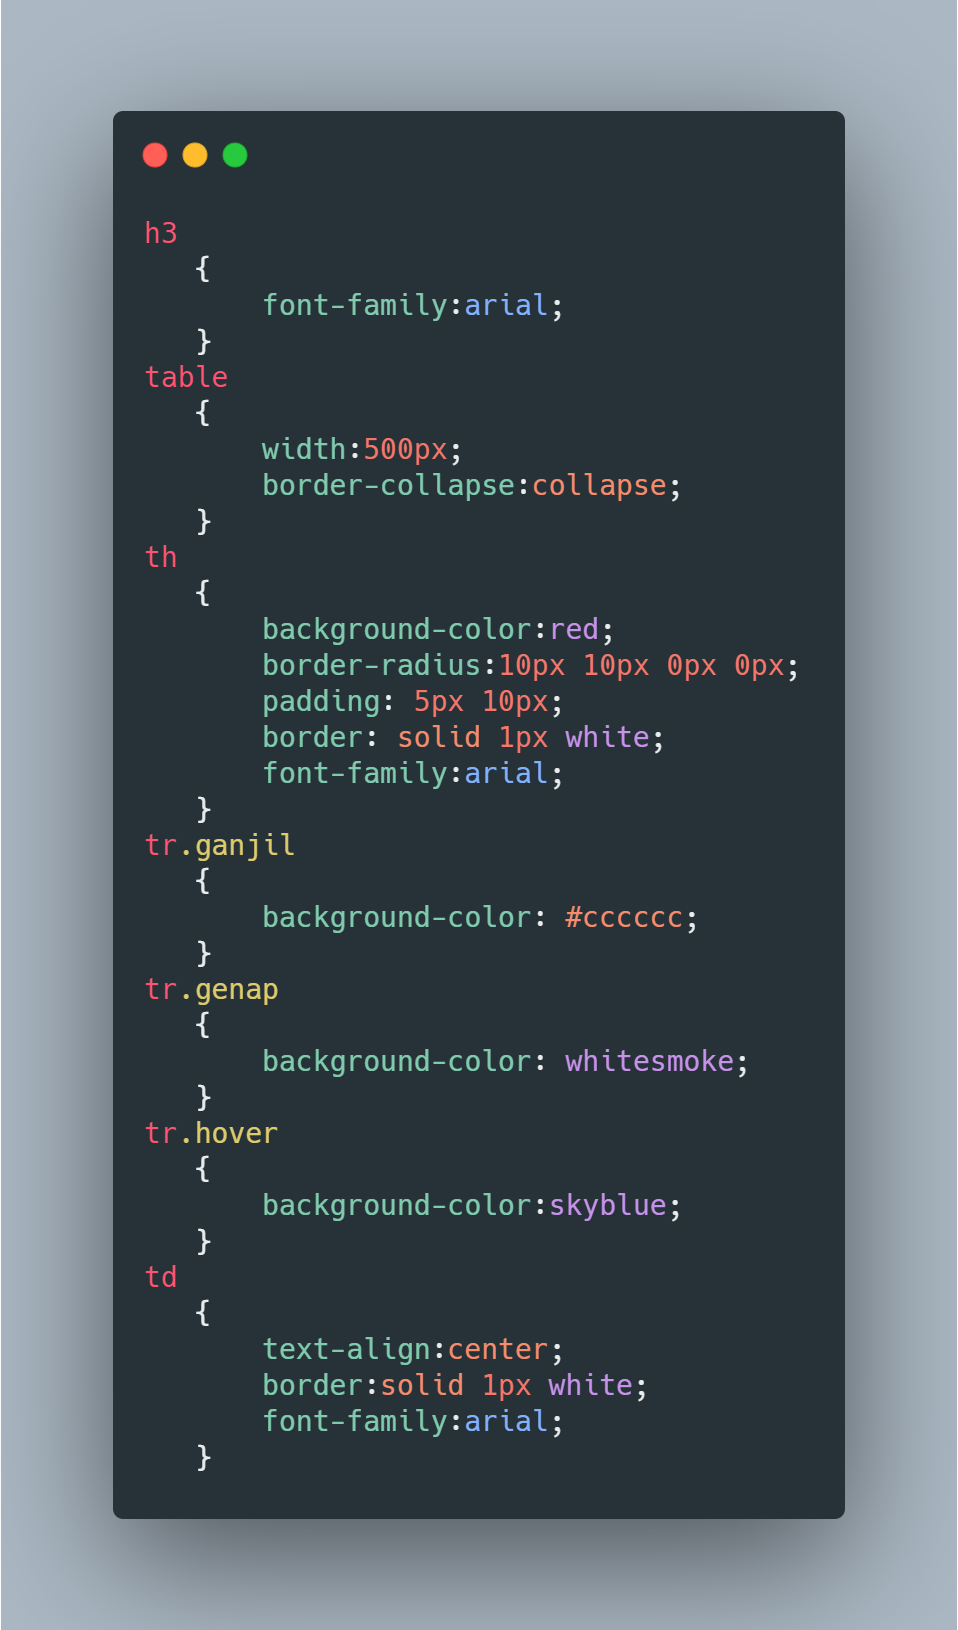 h3
   {
       font-family:arial;
   }
table
   {
       width:500px;
       border-collapse:collapse;
   }
th
   {
       background-color:red;
       border-radius:10px 10px 0px 0px;
       padding: 5px 10px;
       border: solid 1px white;
       font-family:arial;
   }
tr.ganjil
   {
       background-color: #cccccc;
   }
tr.genap
   {
       background-color: whitesmoke;
   }
tr.hover
   {
       background-color:skyblue;
   }
td
   {
       text-align:center;
       border:solid 1px white;
       font-family:arial;
   }